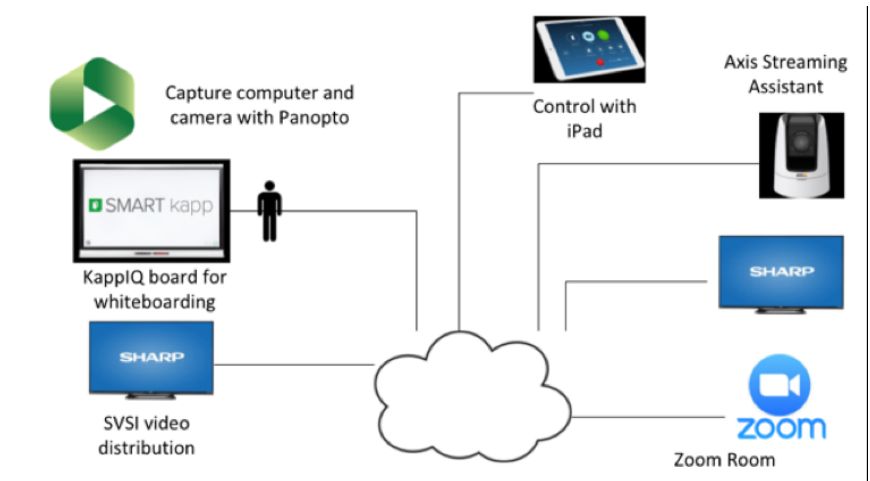 Capture computer and
camera with Panopto
SMART kapp
KappIQ board for
whiteboarding
SHARP
SVSI video
distribution
Control with
iPad
Axis Streaming
Assistant
SHARP
zoom
Zoom Room